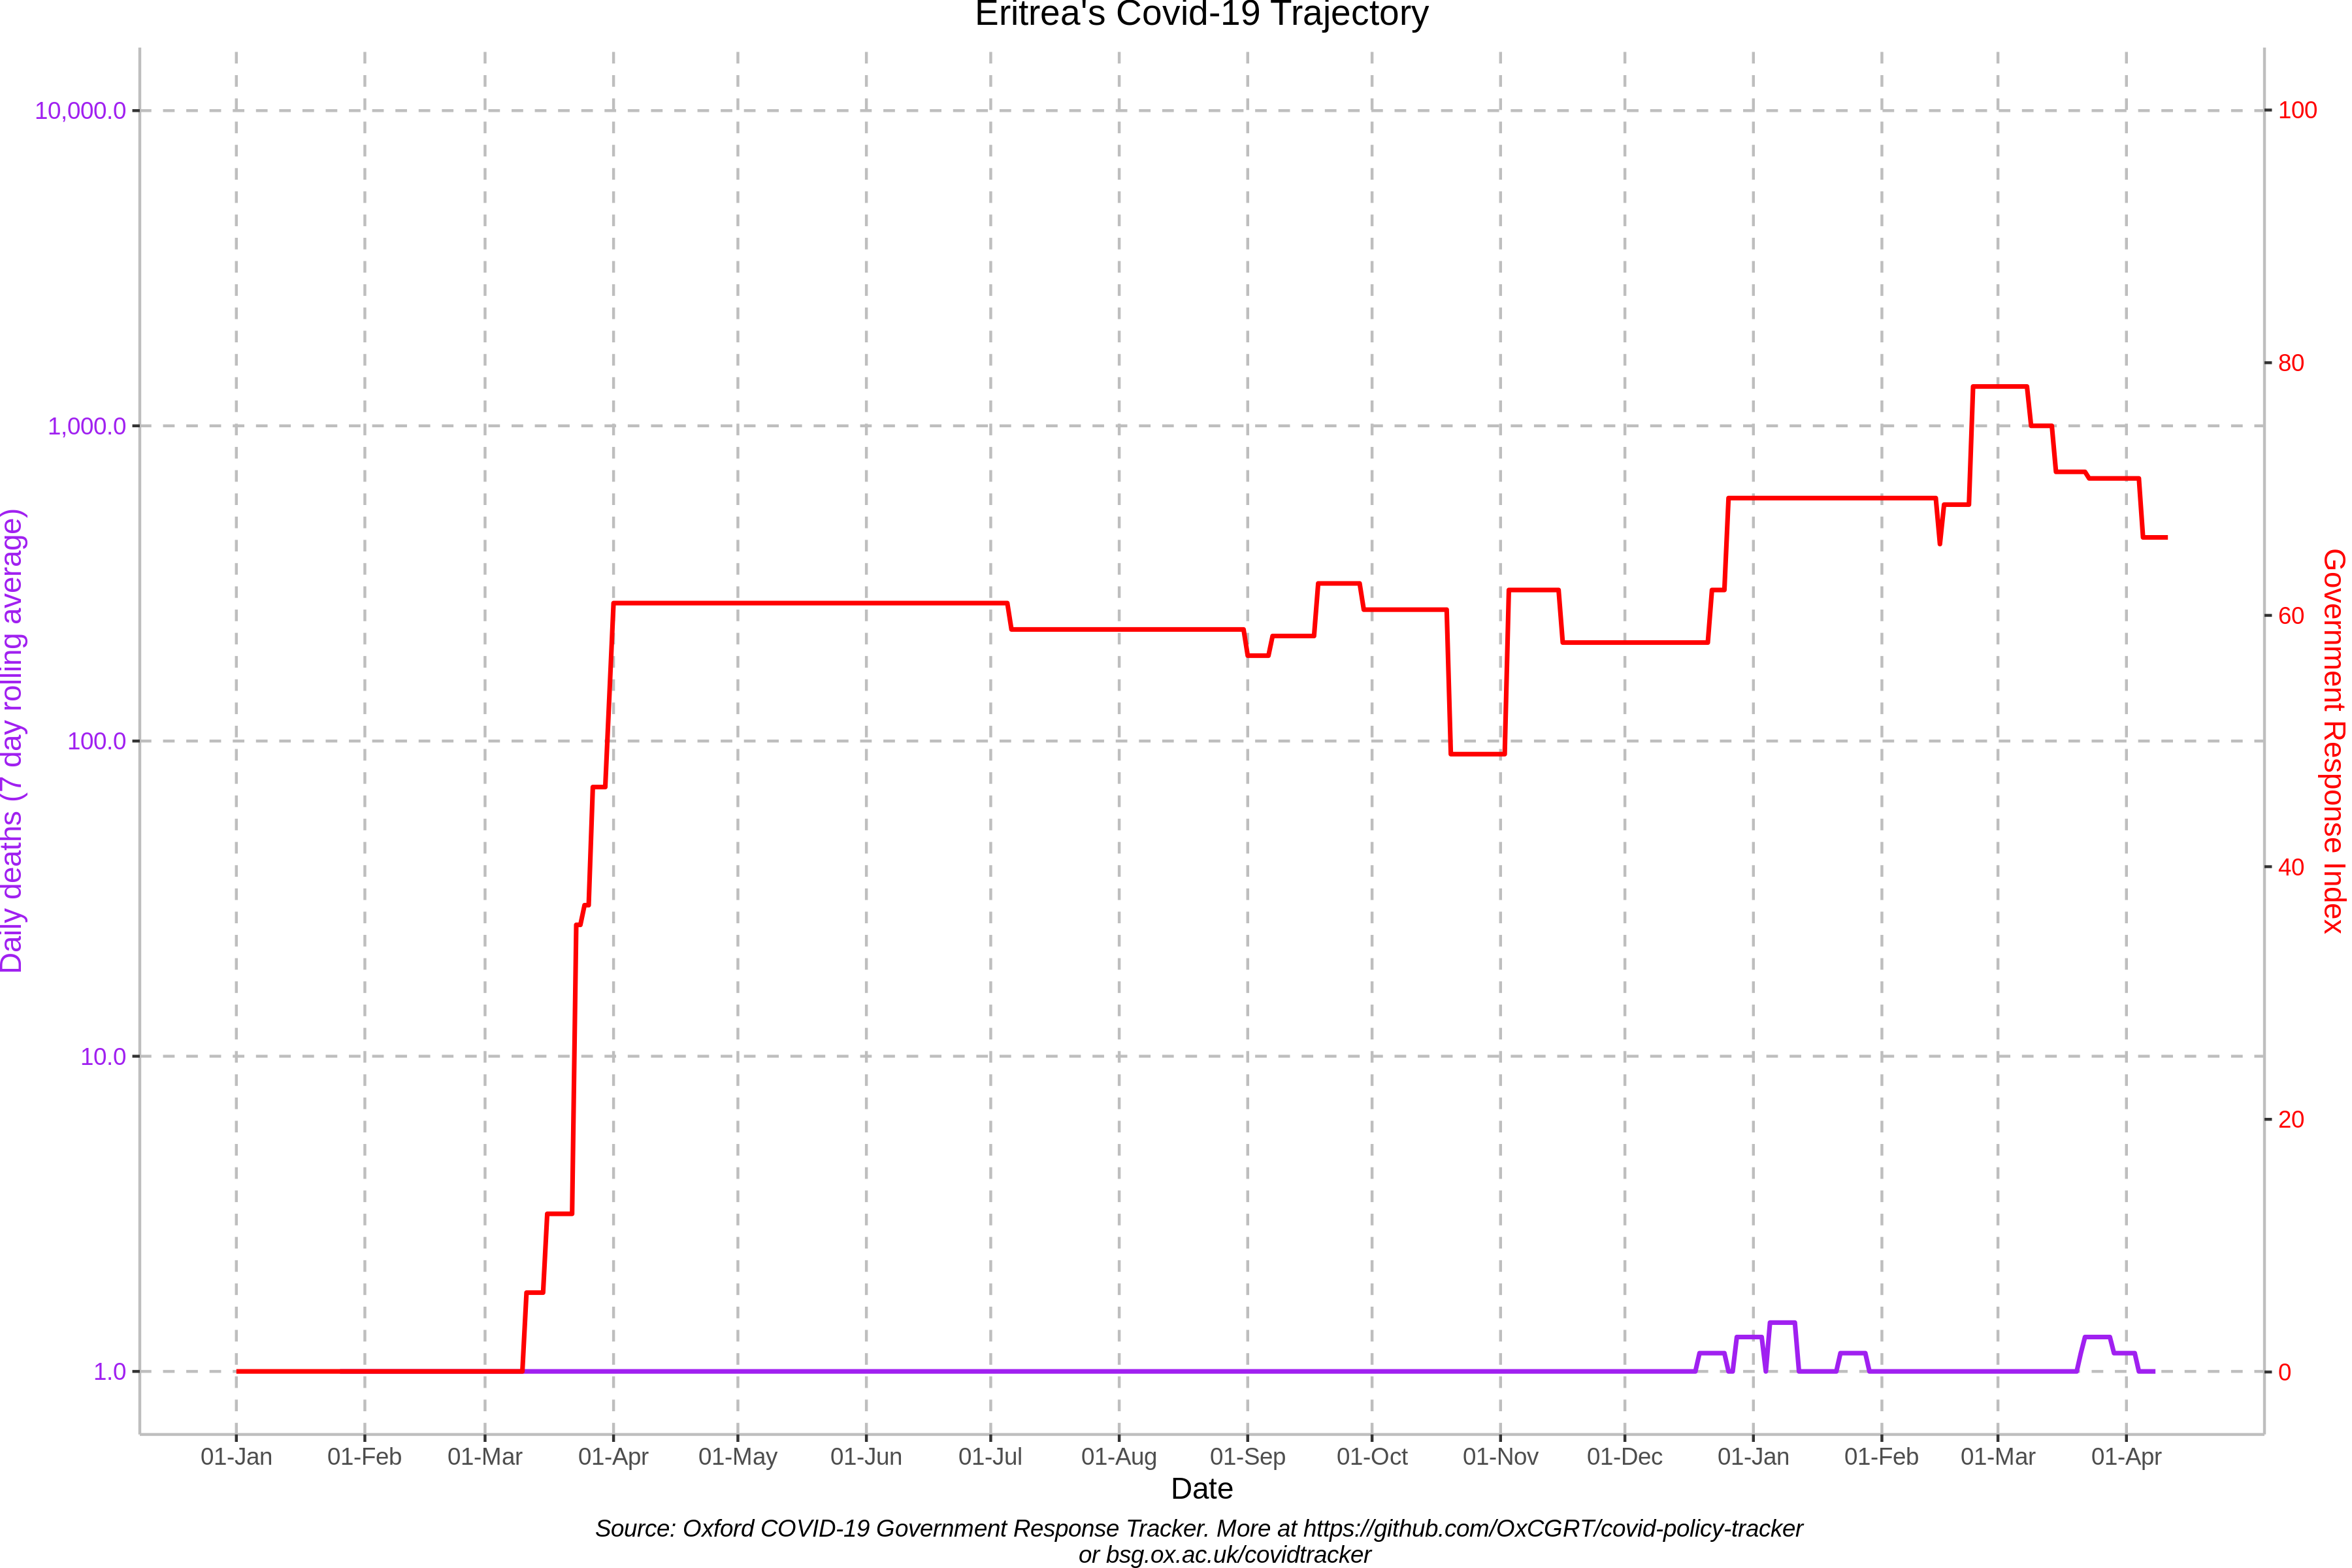 Eritrea's Covid-19 Trajectory
10,000.0
1,000.0
100.0
10.0
1.0
Daily deaths (7 day rolling average)
100
80
60
40
20
0
Government Response Index
01-Jan 01-Feb 01-Mar 01-Apr 01-May 01-Jun 01-Jul 01-Aug 01-Sep 01-Oct 01-Nov 01-Dec 01-Jan 01-Feb 01-Mar 01-Apr
Date
Source: Oxford COVID-19 Government Response Tracker. More at https://github.com/OxCGRT/covid-policy-tracker
or bsg.ox.ac.uk/covidtracker